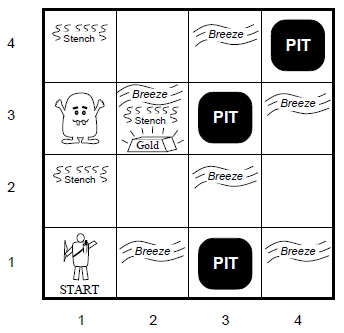 4
Stench
Breeze
PIT
3
Breeze
Stench
Gold
PIT
Breeze
2
Stench
Breeze
1
START
Breeze
PIT
Breeze
1 2 3 4